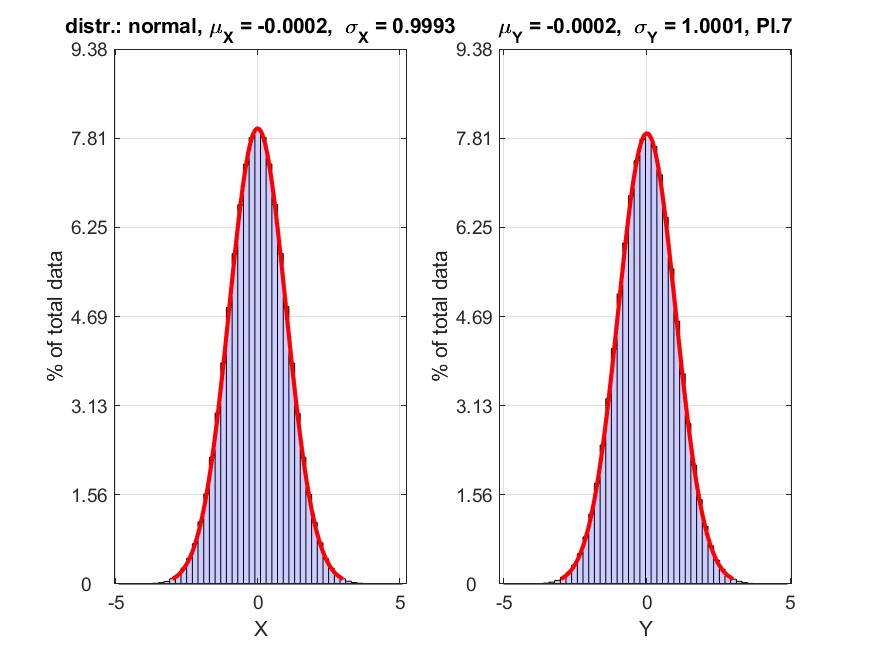 distr.: normal, μX = -0.0002, σX = 0.9993
μY = -0.0002, σY = 1.0001, Pl.7
9.38
7.81
6.25
4.69
3.13
1.56
0
% of total data
-5 0 5
X
9.38
7.81
6.25
4.69
3.13
1.56
0
% of total data
-5 0 5
Y